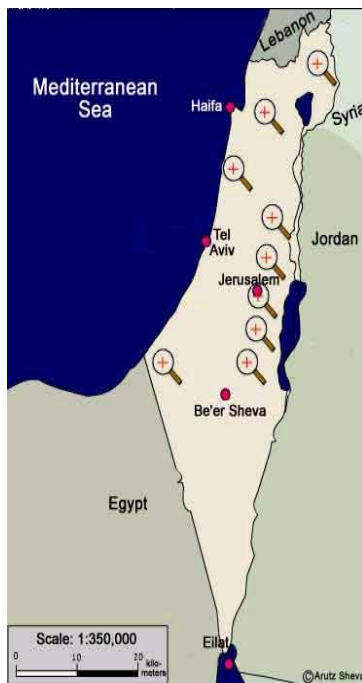 Lebanon
Mediterranean
Sea
Haifa
Syria
Tel
Aviv
Jordan
Jerusalem
Be'er Sheva
Egypt
Scale: 1:350,000
0 10 20 kilo-
meters
Eilat
©Arutz Sheva